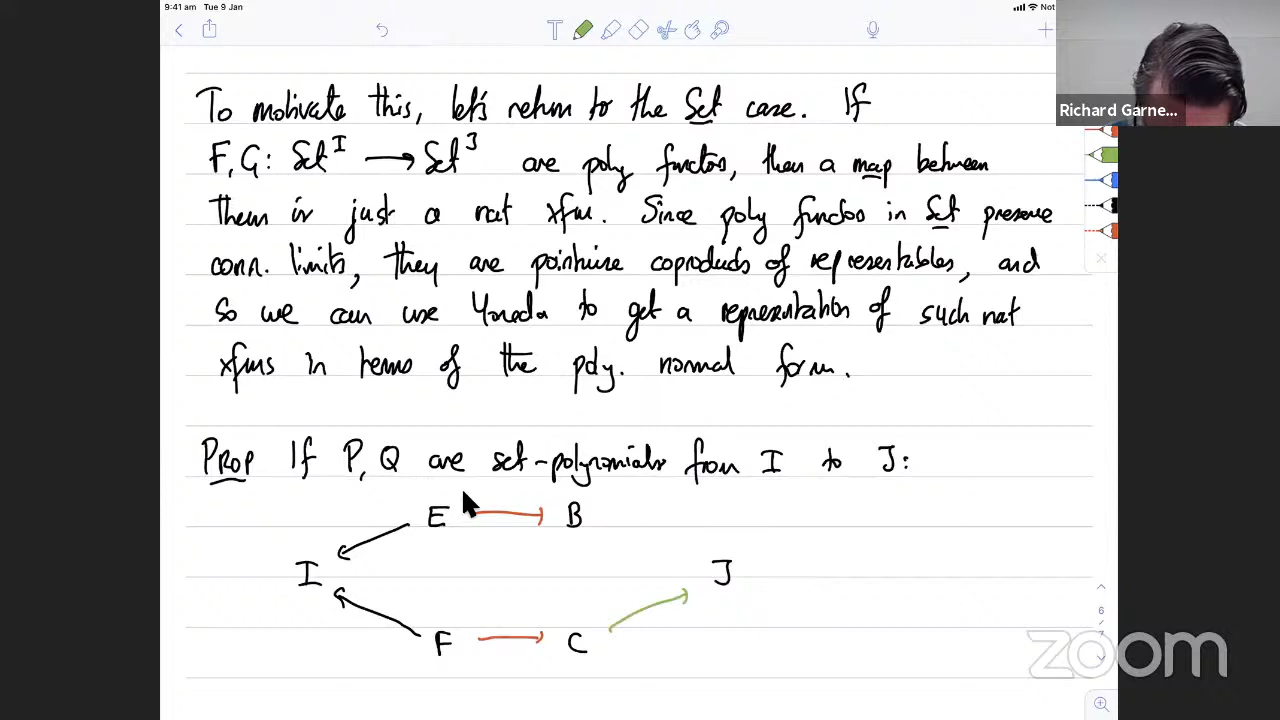 9:41 am Tue 9 Jan
Not
Richard Garne...
To motivate this, let's return to the Set case. If
F, G: Set^I → Set^J are poly functors, then a map between
them is just a nat xfm. Since poly functors in Set preserve
conn. limits, they are pointwise coproducts of representables, and
so we can use Yoneda to get a representation of such nat
xfms in terms of the poly. normal form.
PROP If P, Q are set-polynomials from I to J:
E → B
I J
F → C
6
7
zoom